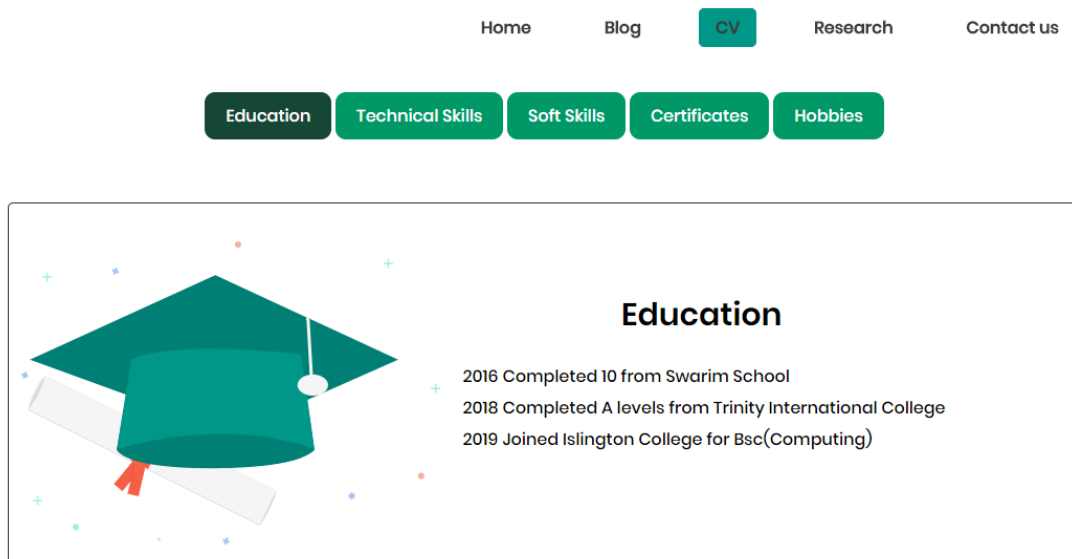 Home Blog CV Research Contact us
Education Technical Skills Soft Skills Certificates Hobbies
Education
2016 Completed 10 from Swarim School
2018 Completed A levels from Trinity International College
2019 Joined Islington College for Bsc(Computing)